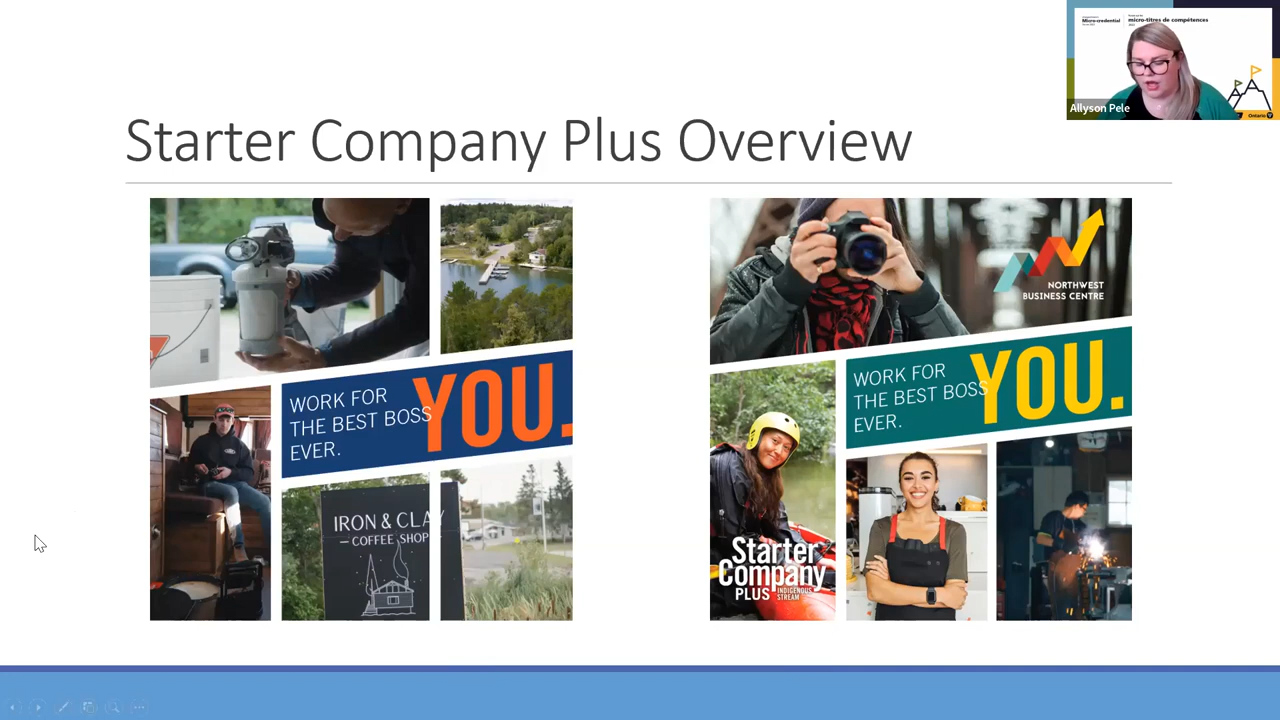 Micro-credential
micro-titres de compétences
Allyson Pele
Ontario
Starter Company Plus Overview
WORK FOR
THE BEST BOSS
EVER.
YOU.
IRON & CLAY
COFFEE SHOP
NORTHWEST
BUSINESS CENTRE
WORK FOR
THE BEST BOSS
EVER.
YOU.
Starter
Company
PLUS
INDIGENOUS
STREAM